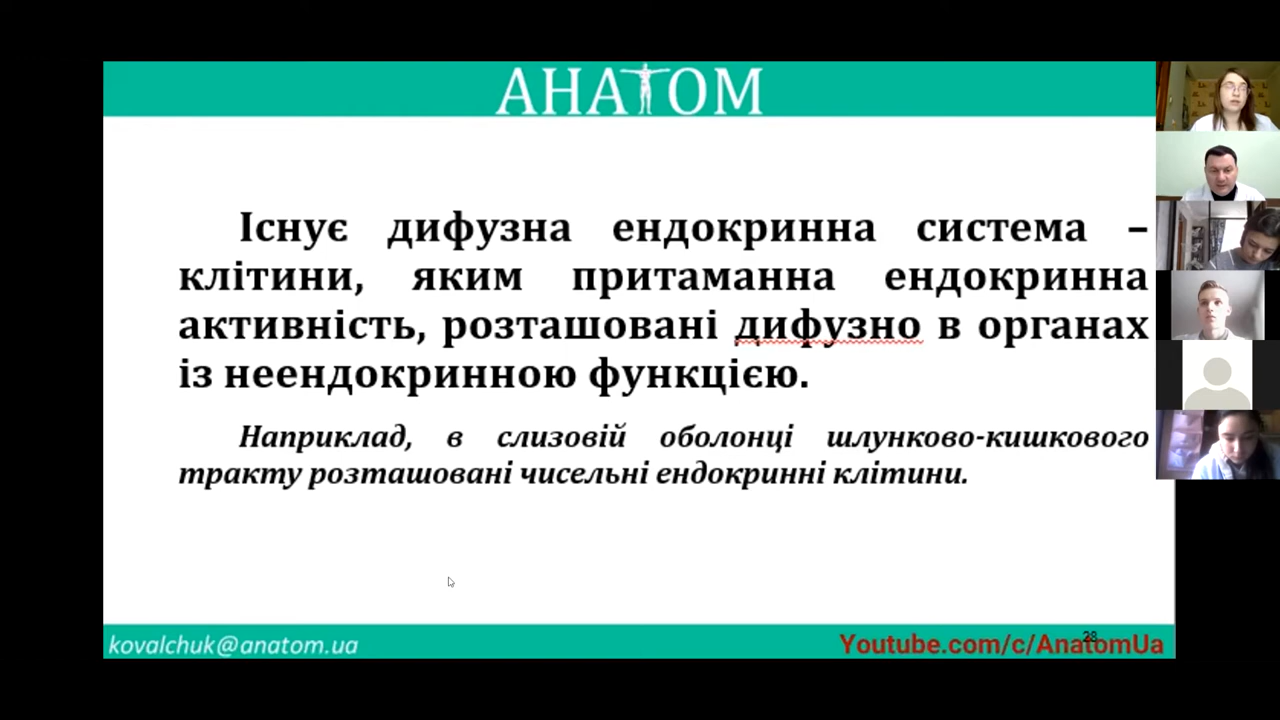 АНАТОМ
Існує дифузна ендокринна система –
клітини, яким притаманна ендокринна
активність, розташовані дифузно в органах
із неендокринною функцією.
Наприклад, в слизовій оболонці шлунково-кишкового
тракту розташовані чисельні ендокринні клітини.
kovalchuk@anatom.ua
Youtube.com/c/AnatomUa
28